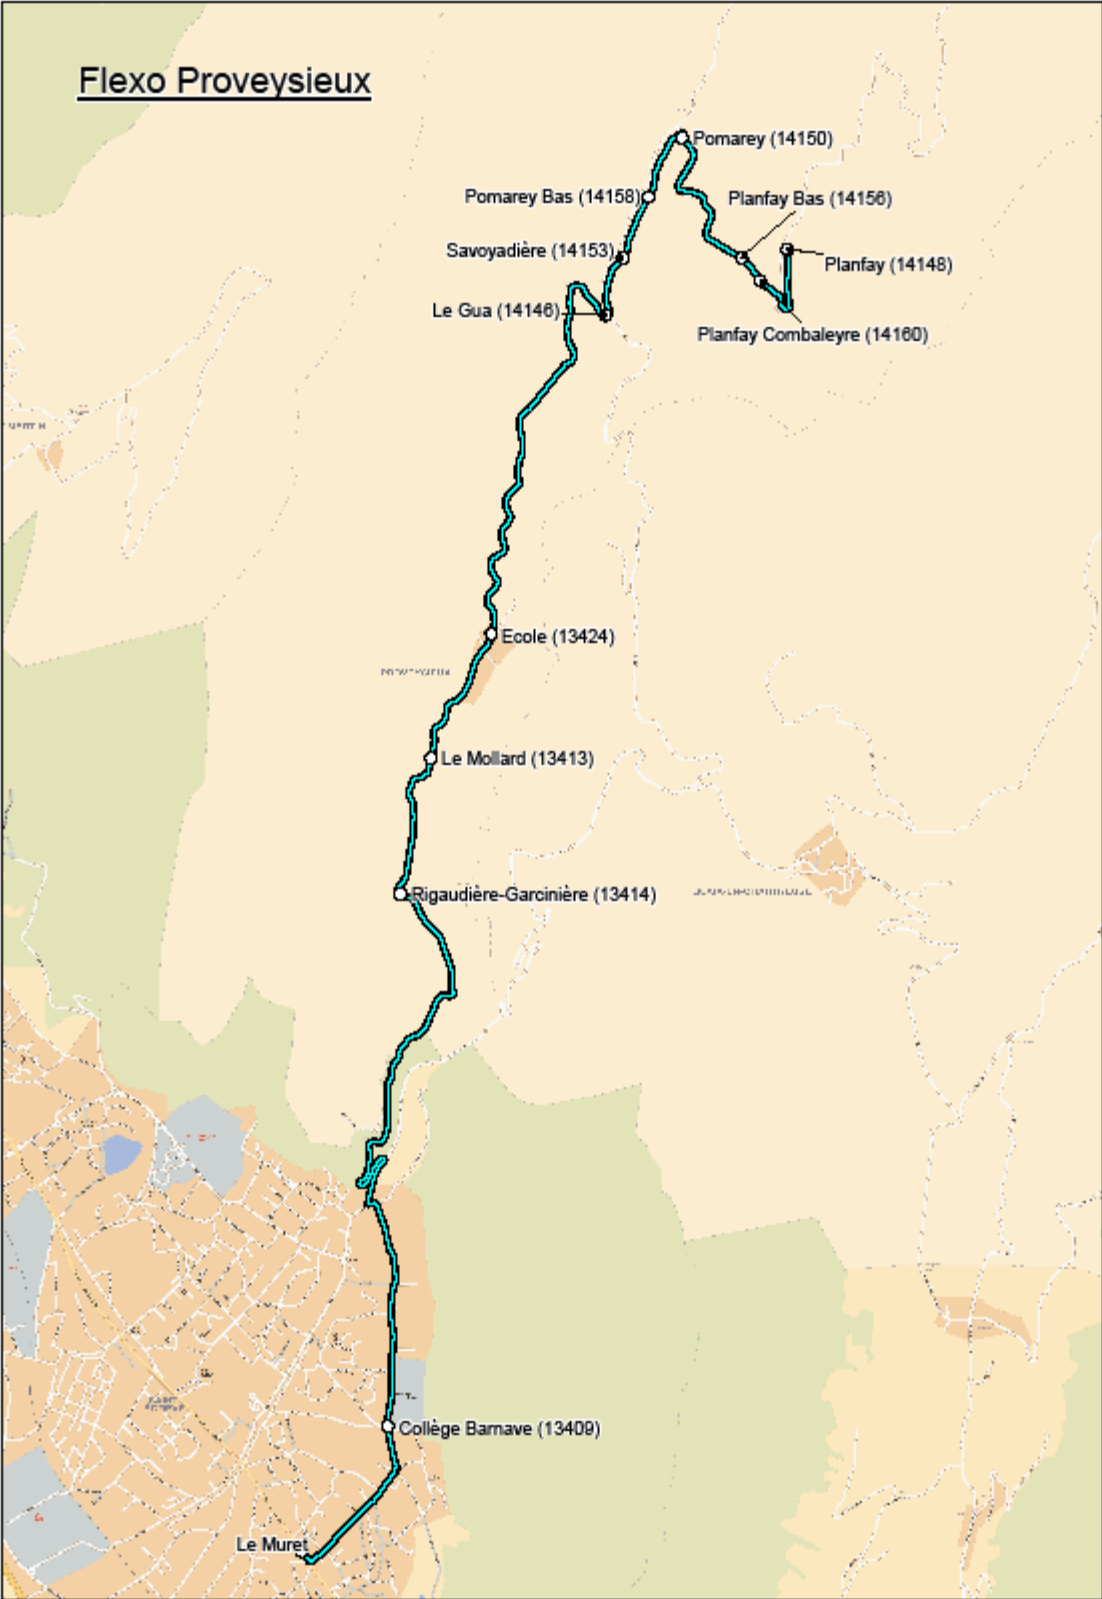 Flexo Proveysieux
Pomarey (14150)
Pomarey Bas (14158)
Planfay Bas (14156)
Savoyadière (14153)
Planfay (14148)
Le Gua (14146)
Planfay Combaleyre (14160)
Ecole (13424)
Le Mollard (13413)
Rigaudière-Garcinière (13414)
Collège Barnave (13409)
Le Muret